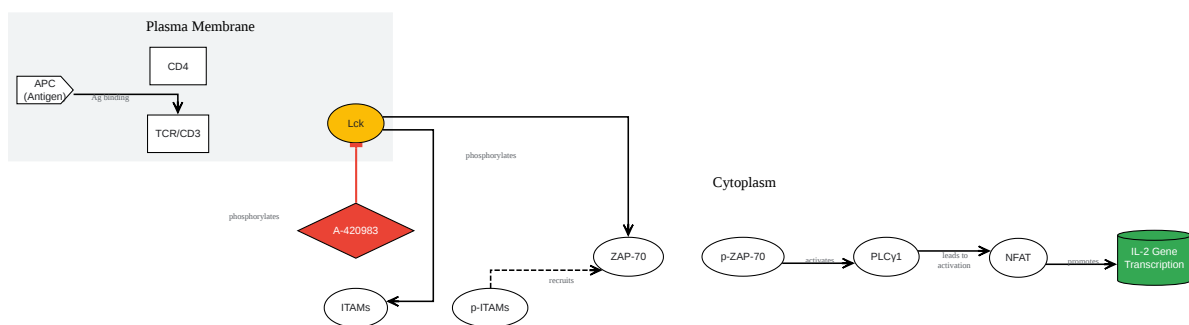 Plasma Membrane
CD4
APC
(Antigen)
Ag binding
TCR/CD3
Lck
phosphorylates
Cytoplasm
phosphorylates
A-420983
ZAP-70
p-ZAP-70
activates
PLCγ1
leads to
activation
NFAT
promotes
IL-2 Gene
Transcription
recruits
ITAMs
p-ITAMs